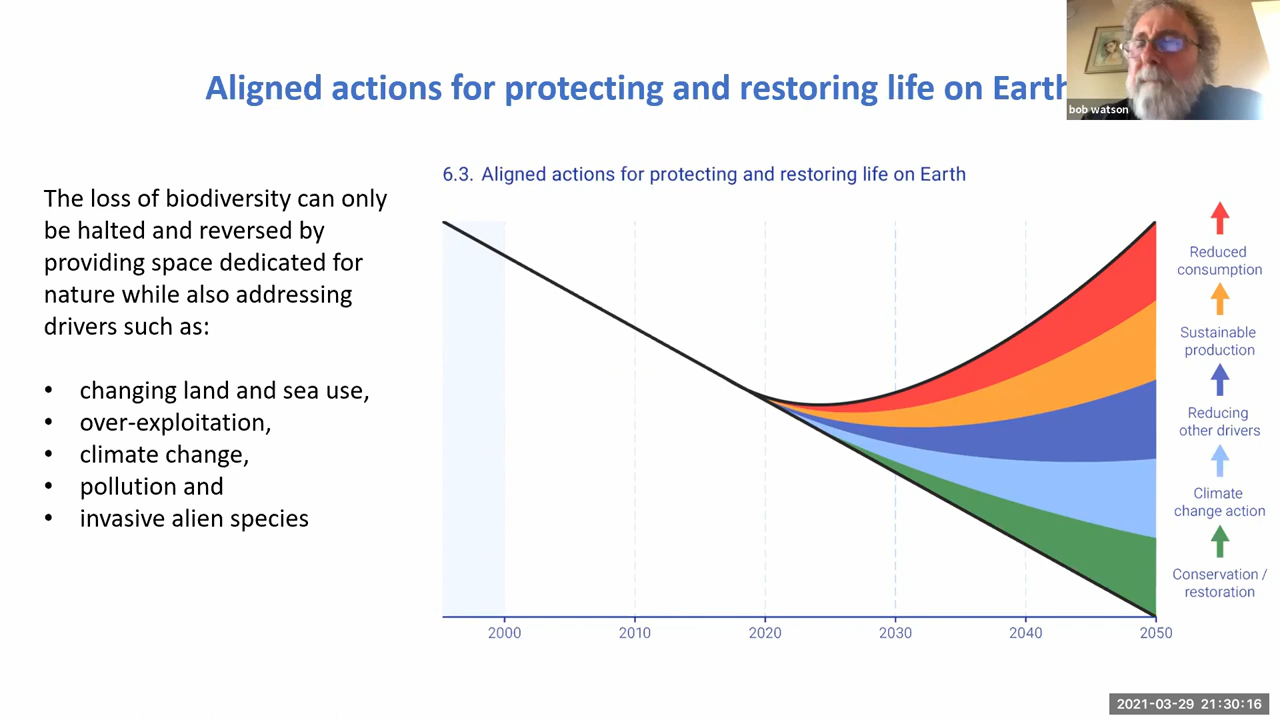 Aligned actions for protecting and restoring life on Earth
bob watson
6.3. Aligned actions for protecting and restoring life on Earth
The loss of biodiversity can only
be halted and reversed by
providing space dedicated for
nature while also addressing
drivers such as:
• changing land and sea use,
• over-exploitation,
• climate change,
• pollution and
• invasive alien species
Reduced
consumption
Sustainable
production
Reducing
other drivers
Climate
change action
Conservation /
restoration
2000 2010 2020 2030 2040 2050
2021-03-29 21:30:16